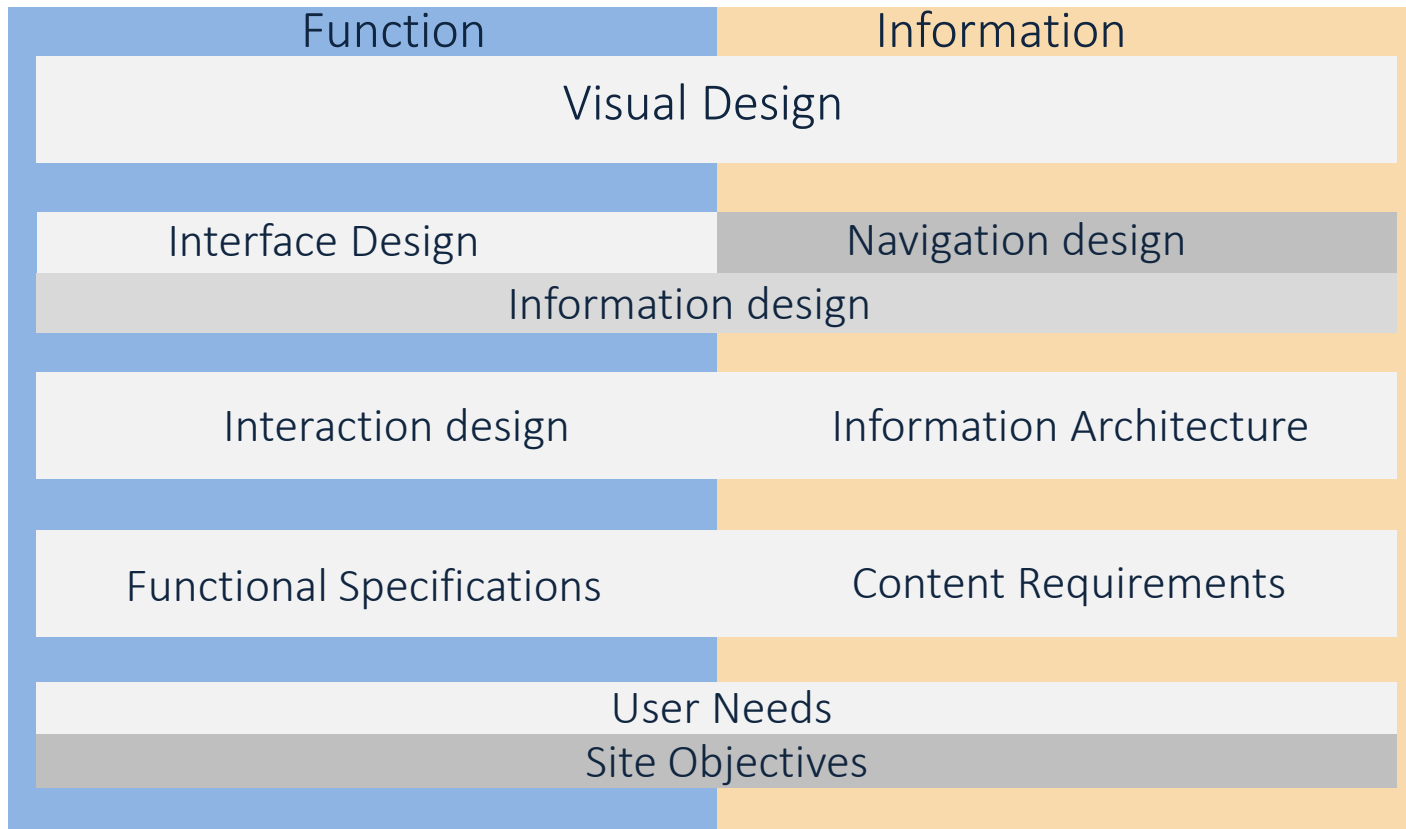 Function
Information
Visual Design
Interface Design
Navigation design
Information design
Interaction design
Information Architecture
Functional Specifications
Content Requirements
User Needs
Site Objectives